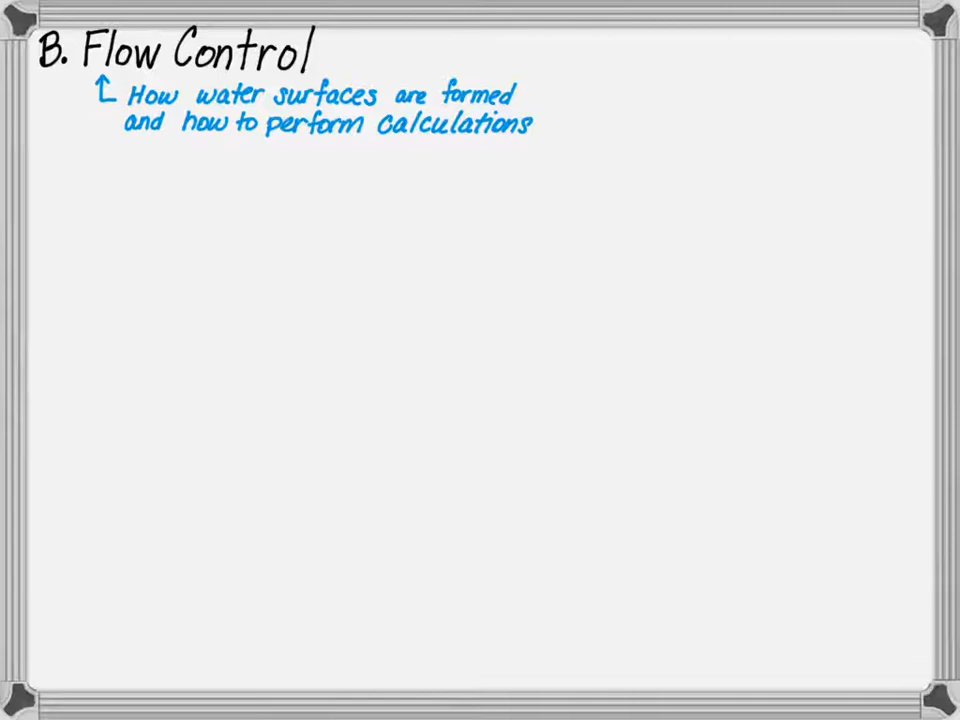 B. Flow Control
How water surfaces are formed
and how to perform calculations